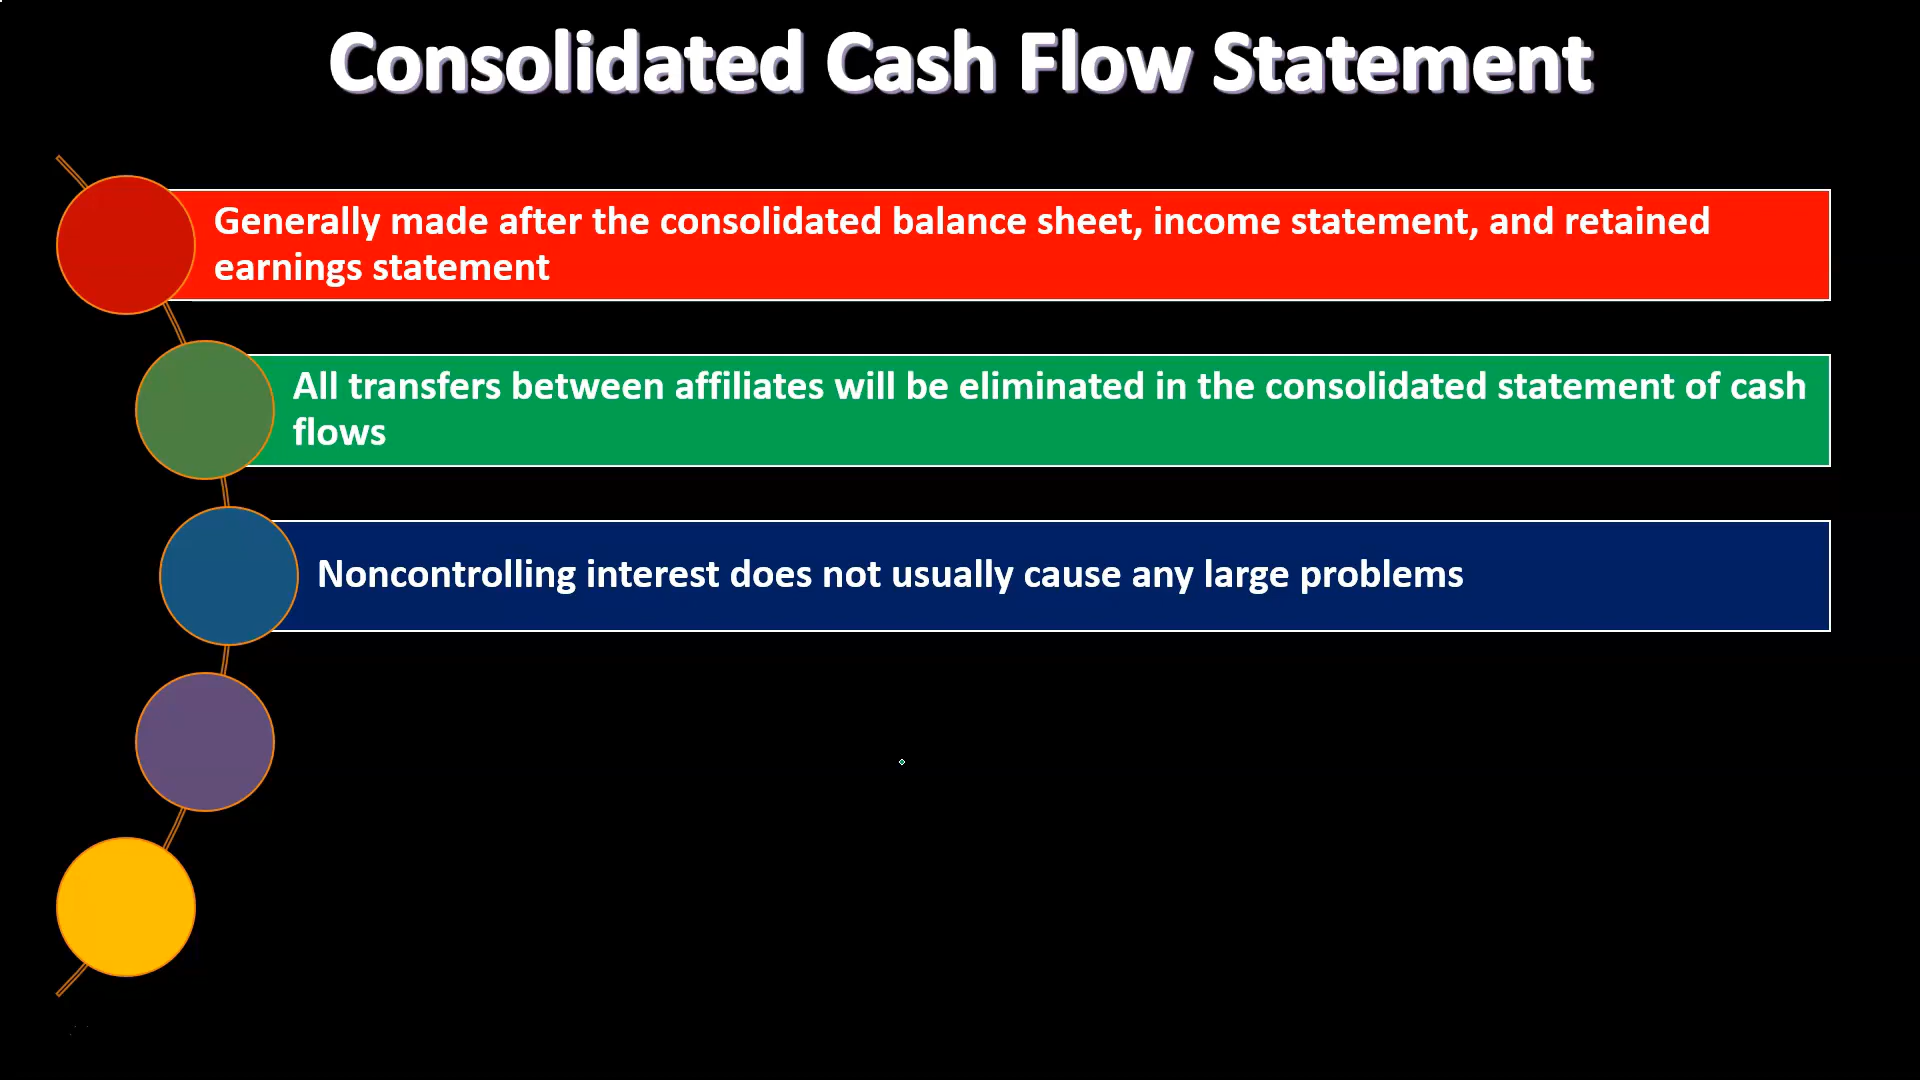 Consolidated Cash Flow Statement
Generally made after the consolidated balance sheet, income statement, and retained
earnings statement
All transfers between affiliates will be eliminated in the consolidated statement of cash
flows
Noncontrolling interest does not usually cause any large problems